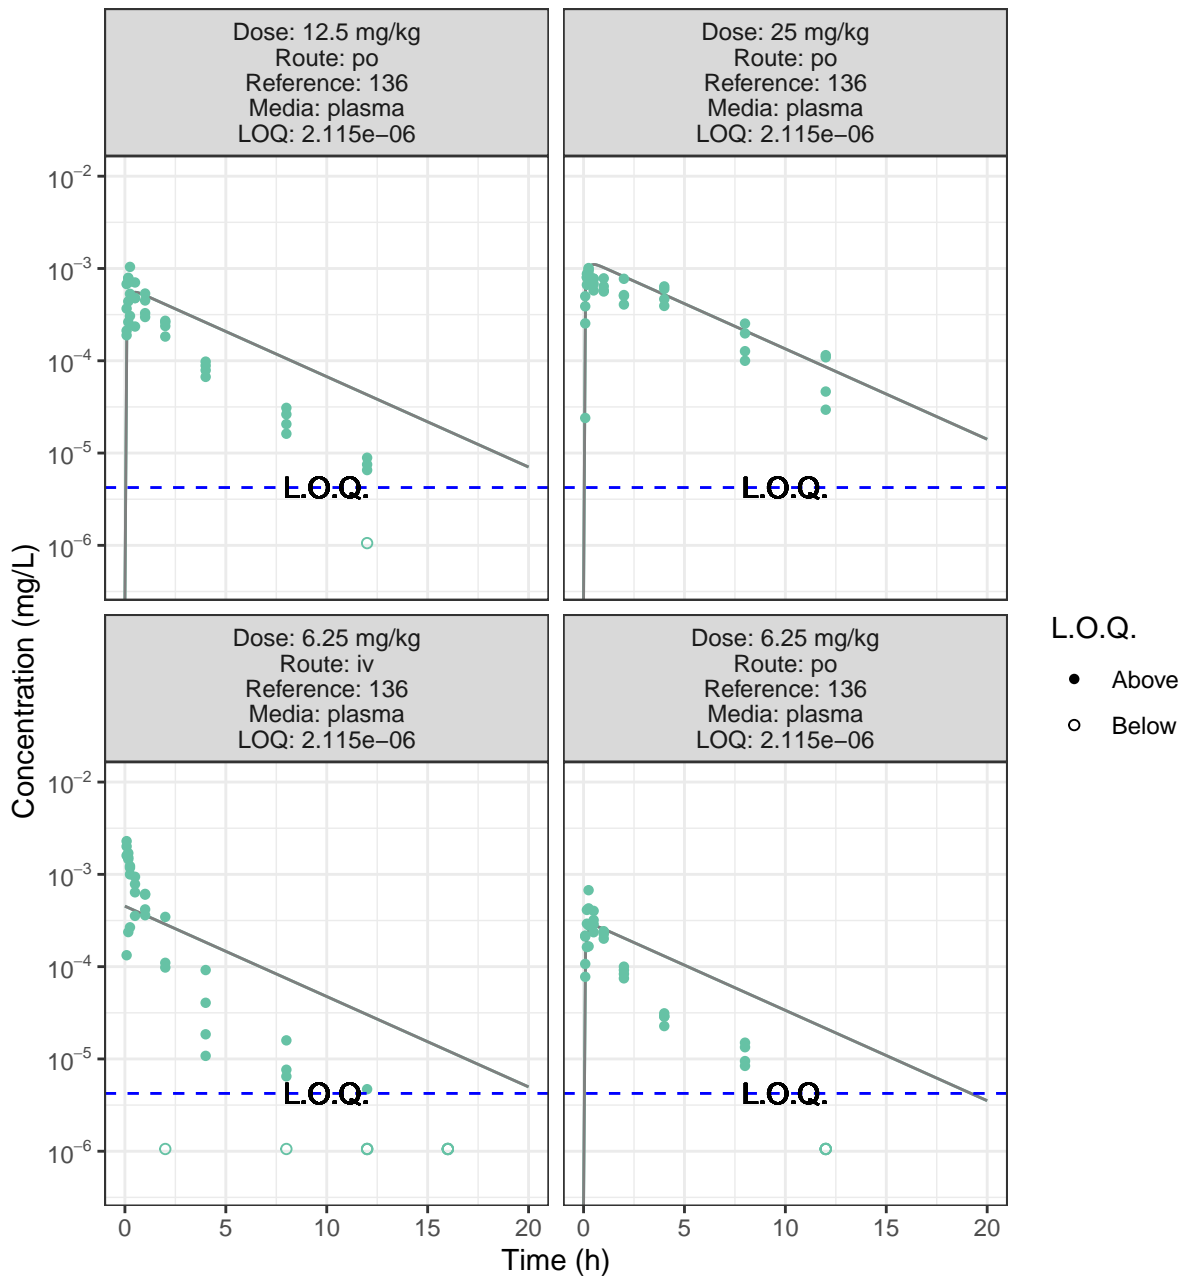 Dose: 12.5 mg/kg
Route: po
Reference: 136
Media: plasma
LOQ: 2.115e−06
Dose: 25 mg/kg
Route: po
Reference: 136
Media: plasma
LOQ: 2.115e−06
10⁻²
10⁻³
10⁻⁴
10⁻⁵
10⁻⁶
L.O.Q.
L.O.Q.
Dose: 6.25 mg/kg
Route: iv
Reference: 136
Media: plasma
LOQ: 2.115e−06
Dose: 6.25 mg/kg
Route: po
Reference: 136
Media: plasma
LOQ: 2.115e−06
10⁻²
10⁻³
10⁻⁴
10⁻⁵
10⁻⁶
L.O.Q.
L.O.Q.
0 5 10 15 20
0 5 10 15 20
Time (h)
Concentration (mg/L)
L.O.Q.
Above
Below